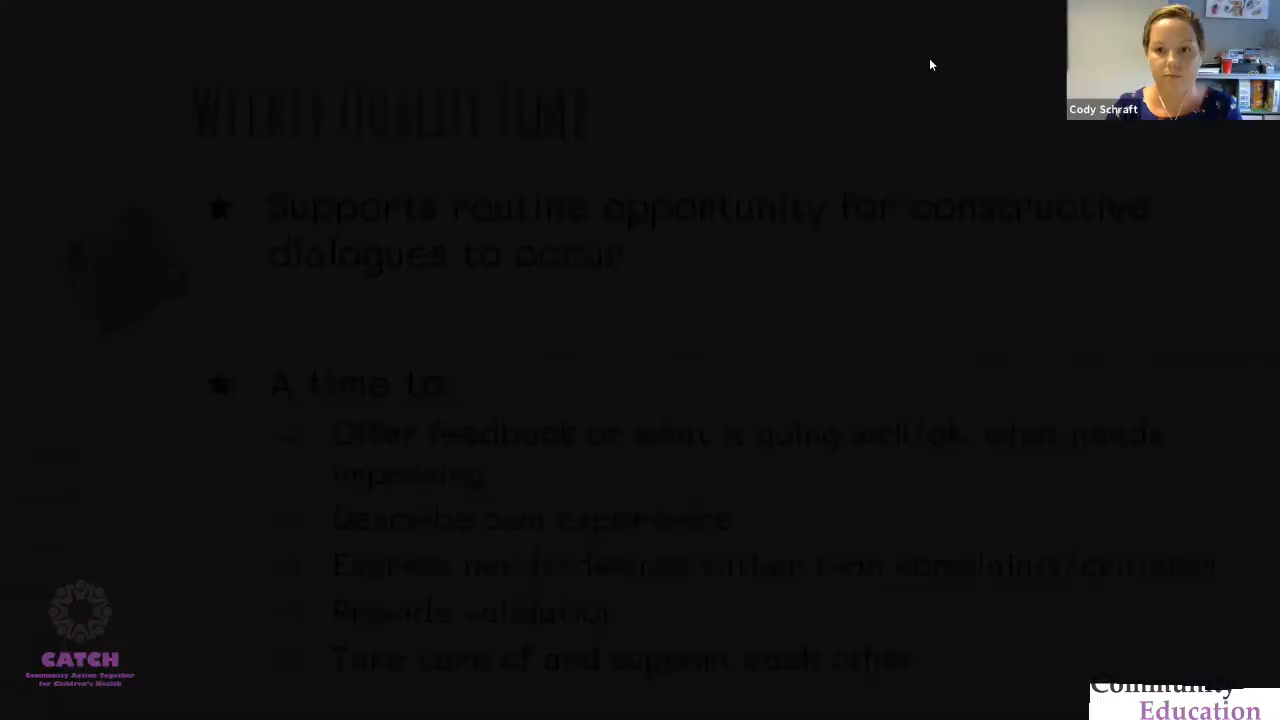 Cody Schraft
WEEKLY QUALITY TIME
Supports routine opportunity for constructive
dialogues to occur
A time to:
Offer feedback on what is going well/ok, what needs
improving
Describe own experience
Express needs/desires rather than complaints/criticisms
Provide validation
Take care of and support each other
CATCH
Community Action Together
for Children's Health
Community
Education